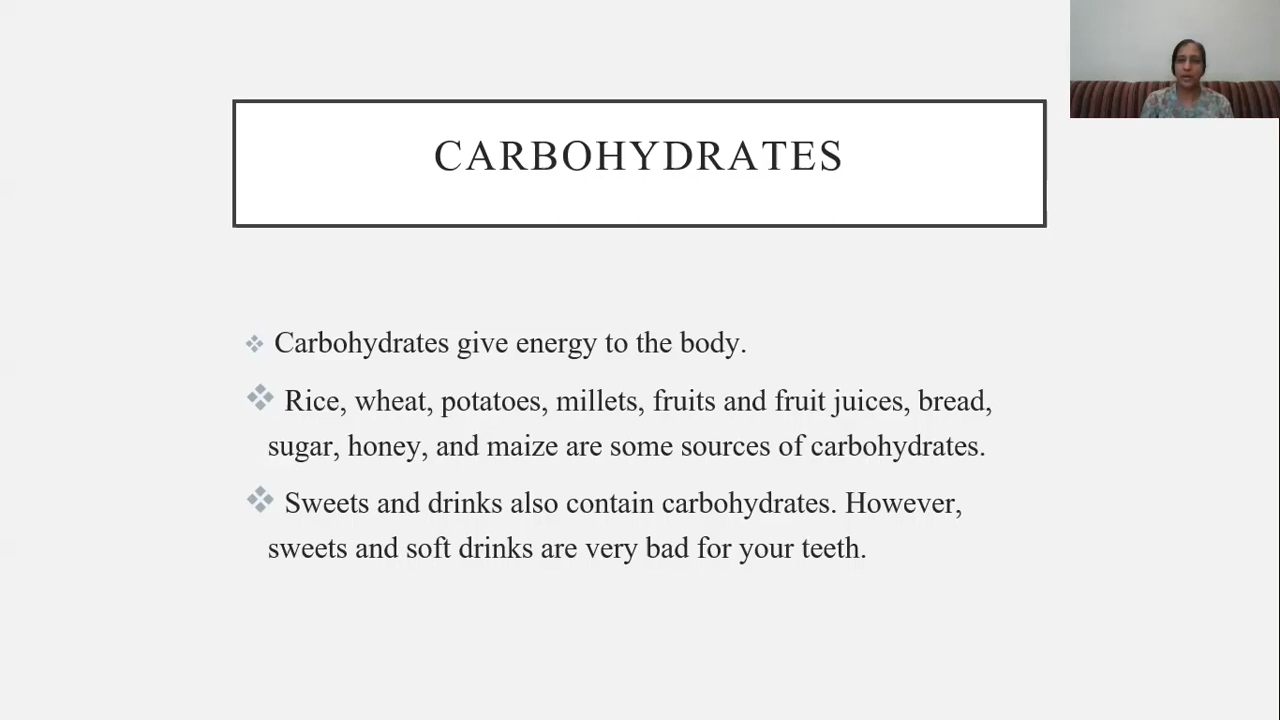 CARBOHYDRATES
Carbohydrates give energy to the body.
Rice, wheat, potatoes, millets, fruits and fruit juices, bread,
sugar, honey, and maize are some sources of carbohydrates.
Sweets and drinks also contain carbohydrates. However,
sweets and soft drinks are very bad for your teeth.